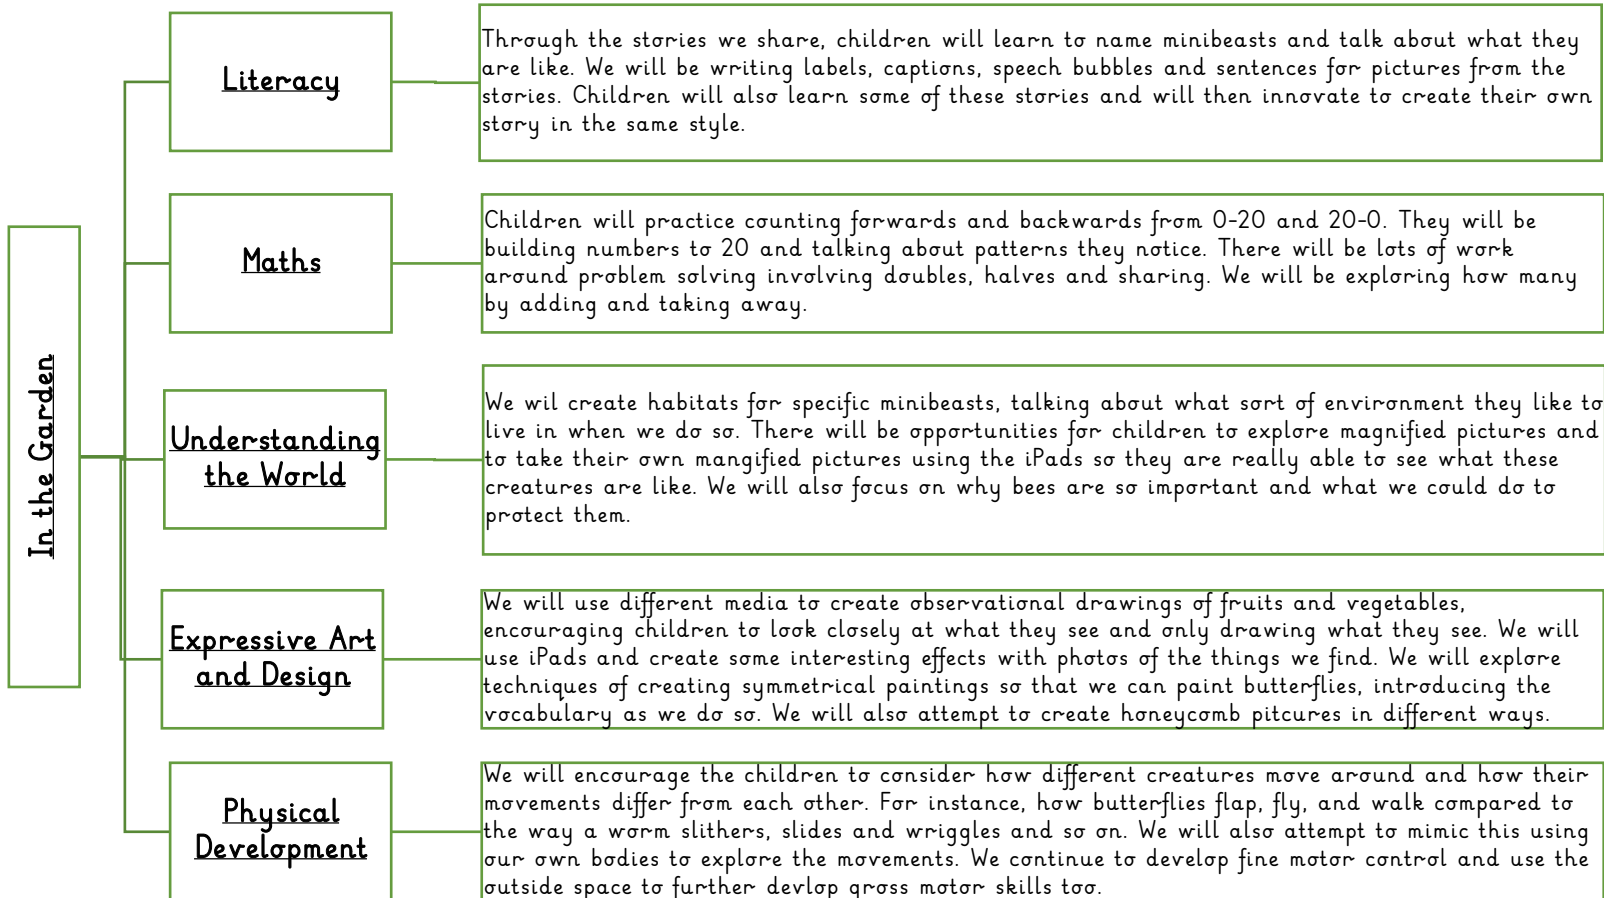 In the Garden
Literacy
Through the stories we share, children will learn to name minibeasts and talk about what they
are like. We will be writing labels, captions, speech bubbles and sentences for pictures from the
stories. Children will also learn some of these stories and will then innovate to create their own
story in the same style.
Maths
Children will practice counting forwards and backwards from 0-20 and 20-0. They will be
building numbers to 20 and talking about patterns they notice. There will be lots of work
around problem solving involving doubles, halves and sharing. We will be exploring how many
by adding and taking away.
Understanding
the World
We wil create habitats for specific minibeasts, talking about what sort of environment they like to
live in when we do so. There will be opportunities for children to explore magnified pictures and
to take their own mangified pictures using the iPads so they are really able to see what these
creatures are like. We will also focus on why bees are so important and what we could do to
protect them.
Expressive Art
and Design
We will use different media to create observational drawings of fruits and vegetables,
encouraging children to look closely at what they see and only drawing what they see. We will
use iPads and create some interesting effects with photos of the things we find. We will explore
techniques of creating symmetrical paintings so that we can paint butterflies, introducing the
vocabulary as we do so. We will also attempt to create honeycomb pitcures in different ways.
Physical
Development
We will encourage the children to consider how different creatures move around and how their
movements differ from each other. For instance, how butterflies flap, fly, and walk compared to
the way a worm slithers, slides and wriggles and so on. We will also attempt to mimic this using
our own bodies to explore the movements. We continue to develop fine motor control and use the
outside space to further devlop gross motor skills too.